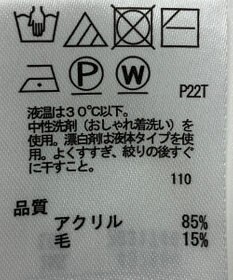 P W
P22T
液温は30℃以下。
中性洗剤(おしゃれ着洗い)を
使用。漂白剤は液体タイプを使
用。よくすすぎ、絞りの後すぐ
に干すこと。
110
品質
アクリル 85%
毛 15%